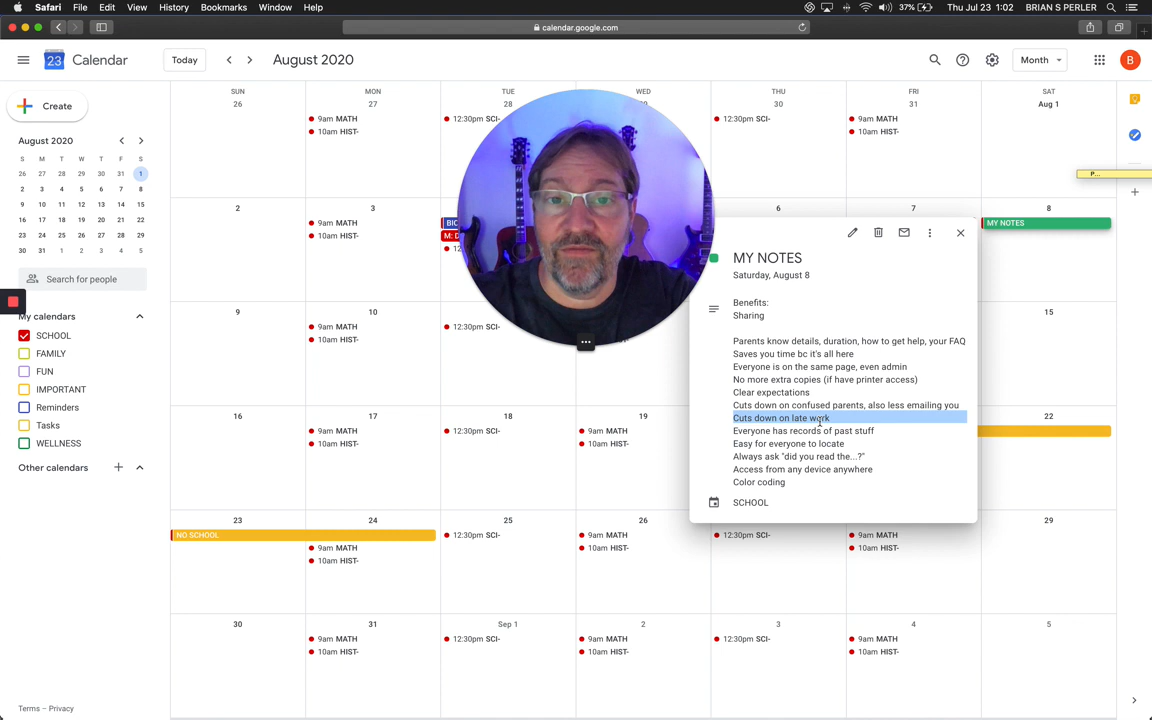 Safari File Edit View History Bookmarks Window Help 37% Thu Jul 23 1:02 BRIAN S PERLER
calendar.google.com
23 Calendar Today August 2020 Month B
Create
August 2020
S M T W T F S
26 27 28 29 30 31 1
2 3 4 5 6 7 8
9 10 11 12 13 14 15
16 17 18 19 20 21 22
23 24 25 26 27 28 29
30 31 1 2 3 4 5
Search for people
My calendars
SCHOOL
FAMILY
FUN
IMPORTANT
Reminders
Tasks
WELLNESS
Other calendars
Terms – Privacy
SUN MON TUE WED THU FRI SAT
26 27 28 30 31 Aug 1
9am MATH 12:30pm SCI- 12:30pm SCI- 9am MATH
10am HIST- 10am HIST-
P...
2 3 6 7 8
9am MATH BIO MY NOTES
10am HIST- M: D
12
9 10 15
9am MATH 12:30pm SCI-
10am HIST-
16 17 18 19 22
9am MATH 12:30pm SCI- 9am MATH
10am HIST- 10am HIST-
23 24 25 26 29
NO SCHOOL 12:30pm SCI- 9am MATH 12:30pm SCI- 9am MATH
9am MATH 10am HIST- 10am HIST-
10am HIST-
30 31 Sep 1 2 3 4 5
9am MATH 12:30pm SCI- 9am MATH 12:30pm SCI- 9am MATH
10am HIST- 10am HIST- 10am HIST-
MY NOTES
Saturday, August 8
Benefits:
Sharing
Parents know details, duration, how to get help, your FAQ
Saves you time bc it's all here
Everyone is on the same page, even admin
No more extra copies (if have printer access)
Clear expectations
Cuts down on confused parents, also less emailing you
Cuts down on late work
Everyone has records of past stuff
Easy for everyone to locate
Always ask "did you read the...?"
Access from any device anywhere
Color coding
SCHOOL